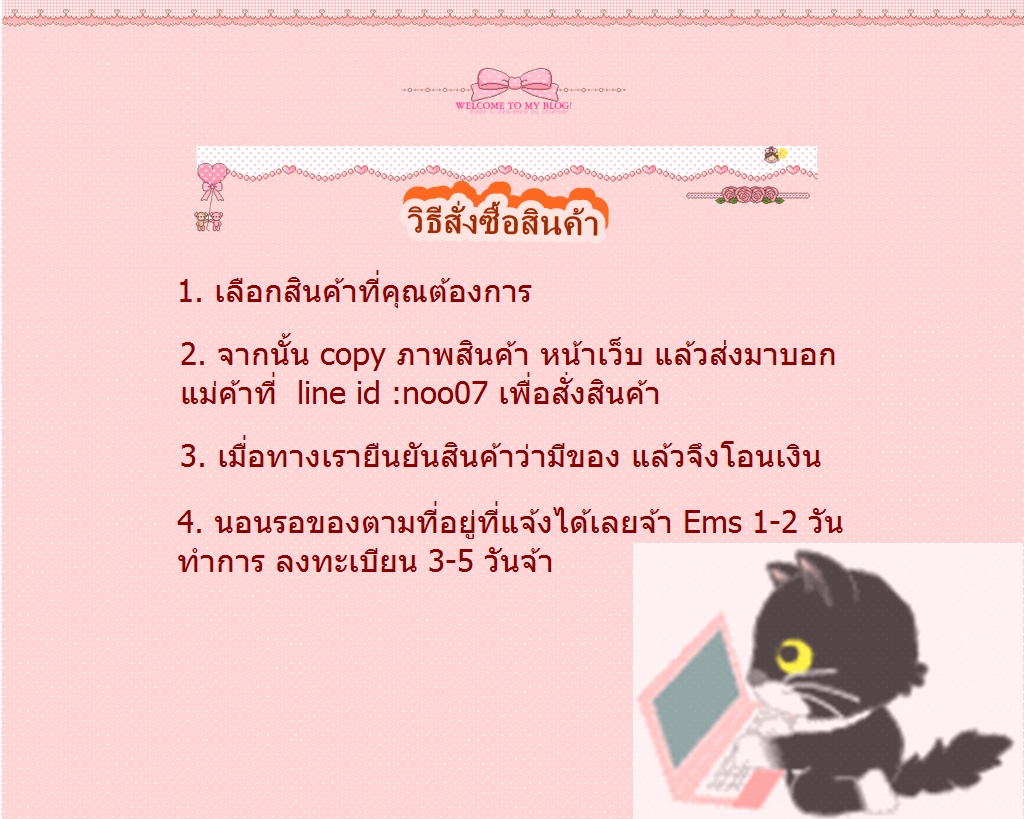 WELCOME TO MY BLOG!
วิธีสั่งซื้อสินค้า
1. เลือกสินค้าที่คุณต้องการ
2. จากนั้น copy ภาพสินค้า หน้าเว็บ แล้วส่งมาบอก
แม่ค้าที่ line id :noo07 เพื่อสั่งสินค้า
3. เมื่อทางเรายืนยันสินค้าว่ามีของ แล้วจึงโอนเงิน
4. นอนรอของตามที่อยู่ที่แจ้งได้เลยจ้า Ems 1-2 วัน
ทำการ ลงทะเบียน 3-5 วันจ้า